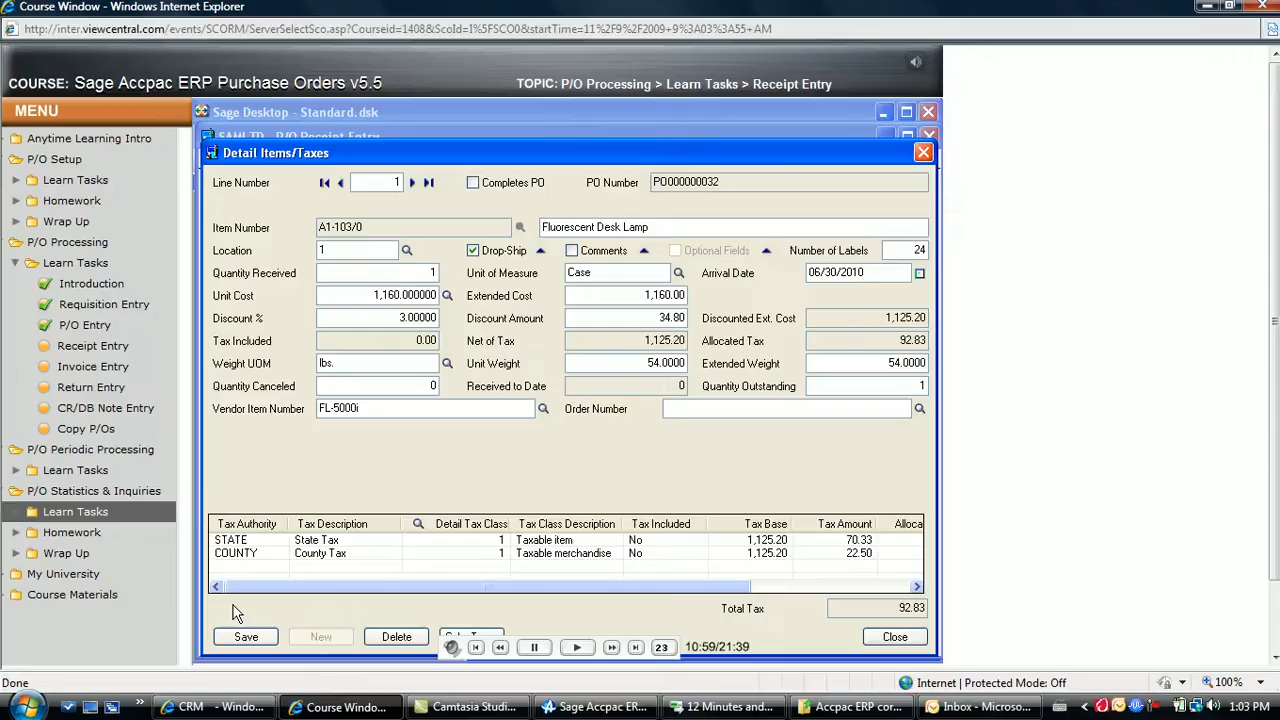 Course Window - Windows Internet Explorer
http://inter.viewcentral.com/events/SCORM/ServerSelectSco.asp?Courseid=1408&ScoId=I%5FSCO0&startTime=11%2F9%2F2009+9%3A03%3A55+AM
COURSE: Sage Accpac ERP Purchase Orders v5.5
TOPIC: P/O Processing > Learn Tasks > Receipt Entry
MENU
Anytime Learning Intro
P/O Setup
Learn Tasks
Homework
Wrap Up
P/O Processing
Learn Tasks
Introduction
Requisition Entry
P/O Entry
Receipt Entry
Invoice Entry
Return Entry
CR/DB Note Entry
Copy P/Os
P/O Periodic Processing
Learn Tasks
P/O Statistics & Inquiries
Learn Tasks
Homework
Wrap Up
My University
Course Materials
Sage Desktop - Standard.dsk
SAMLTD - P/O Receipt Entry
Detail Items/Taxes
Line Number 1 Completes PO PO Number PO000000032
Item Number A1-103/0 Fluorescent Desk Lamp
Location 1 Drop-Ship Comments Optional Fields Number of Labels 24
Quantity Received 1 Unit of Measure Case Arrival Date 06/30/2010
Unit Cost 1,160.000000 Extended Cost 1,160.00
Discount % 3.00000 Discount Amount 34.80 Discounted Ext. Cost 1,125.20
Tax Included 0.00 Net of Tax 1,125.20 Allocated Tax 92.83
Weight UOM lbs. Unit Weight 54.0000 Extended Weight 54.0000
Quantity Canceled 0 Received to Date 0 Quantity Outstanding 1
Vendor Item Number FL-5000i Order Number
Tax Authority Tax Description Detail Tax Class Tax Class Description Tax Included Tax Base Tax Amount Alloca
STATE State Tax 1 Taxable item No 1,125.20 70.33
COUNTY County Tax 1 Taxable merchandise No 1,125.20 22.50
Total Tax 92.83
Save New Delete Close
23 10:59/21:39
Done Internet | Protected Mode: Off 100%
CRM - Windo... Course Windo... Camtasia Studi... Sage Accpac ER... 12 Minutes and... Accpac ERP cor... Inbox - Microso... 1:03 PM